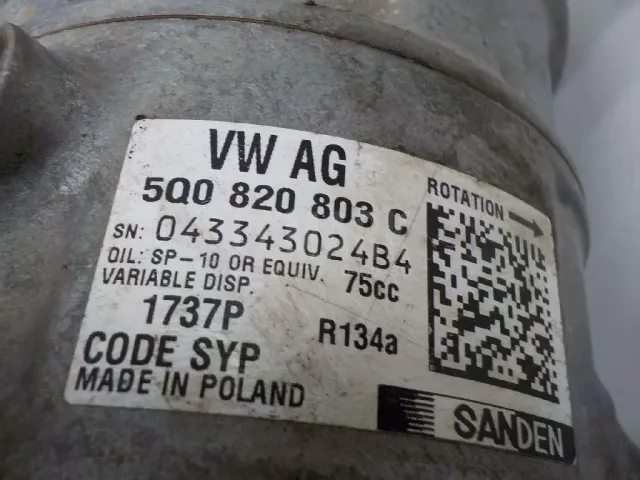 VW AG
5Q0 820 803 C
ROTATION
SN: 043343024B4
OIL: SP-10 OR EQUIV. 75cc
VARIABLE DISP.
1737P R134a
CODE SYP
MADE IN POLAND
SANDEN